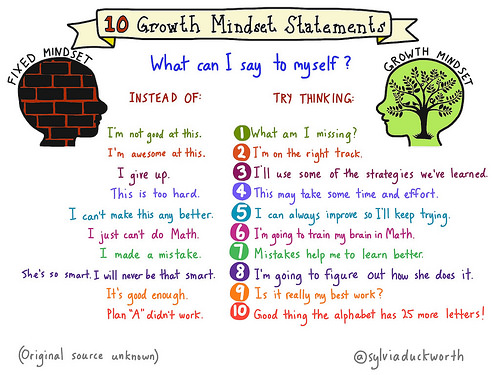 10 Growth Mindset Statements
FIXED MINDSET
GROWTH MINDSET
What can I say to myself?
INSTEAD OF:
TRY THINKING:
I'm not good at this. 1 What am I missing?
I'm awesome at this. 2 I'm on the right track.
I give up. 3 I'll use some of the strategies we've learned.
This is too hard. 4 This may take some time and effort.
I can't make this any better. 5 I can always improve so I'll keep trying.
I just can't do Math. 6 I'm going to train my brain in Math.
I made a mistake. 7 Mistakes help me to learn better.
She's so smart. I will never be that smart. 8 I'm going to figure out how she does it.
It's good enough. 9 Is it really my best work?
Plan "A" didn't work. 10 Good thing the alphabet has 25 more letters!
(Original source unknown)
@sylviaduckworth